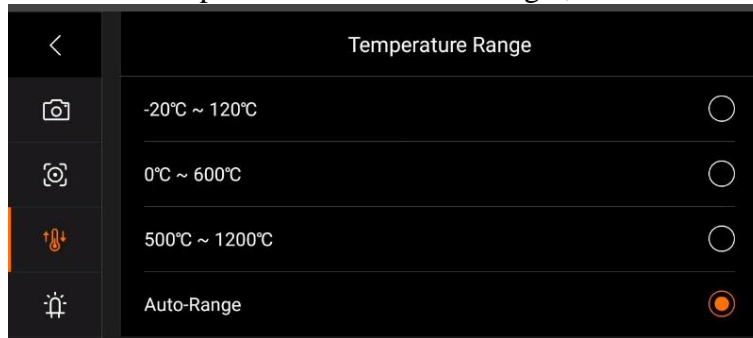 Temperature Range
-20℃ ~ 120℃
0℃ ~ 600℃
500℃ ~ 1200℃
Auto-Range